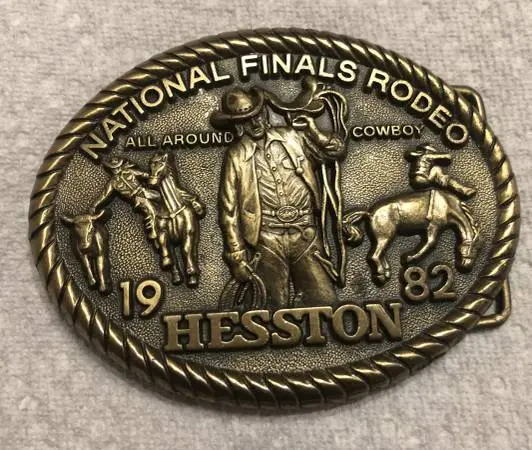 NATIONAL FINALS RODEO
ALL AROUND COWBOY
19 82
HESSTON